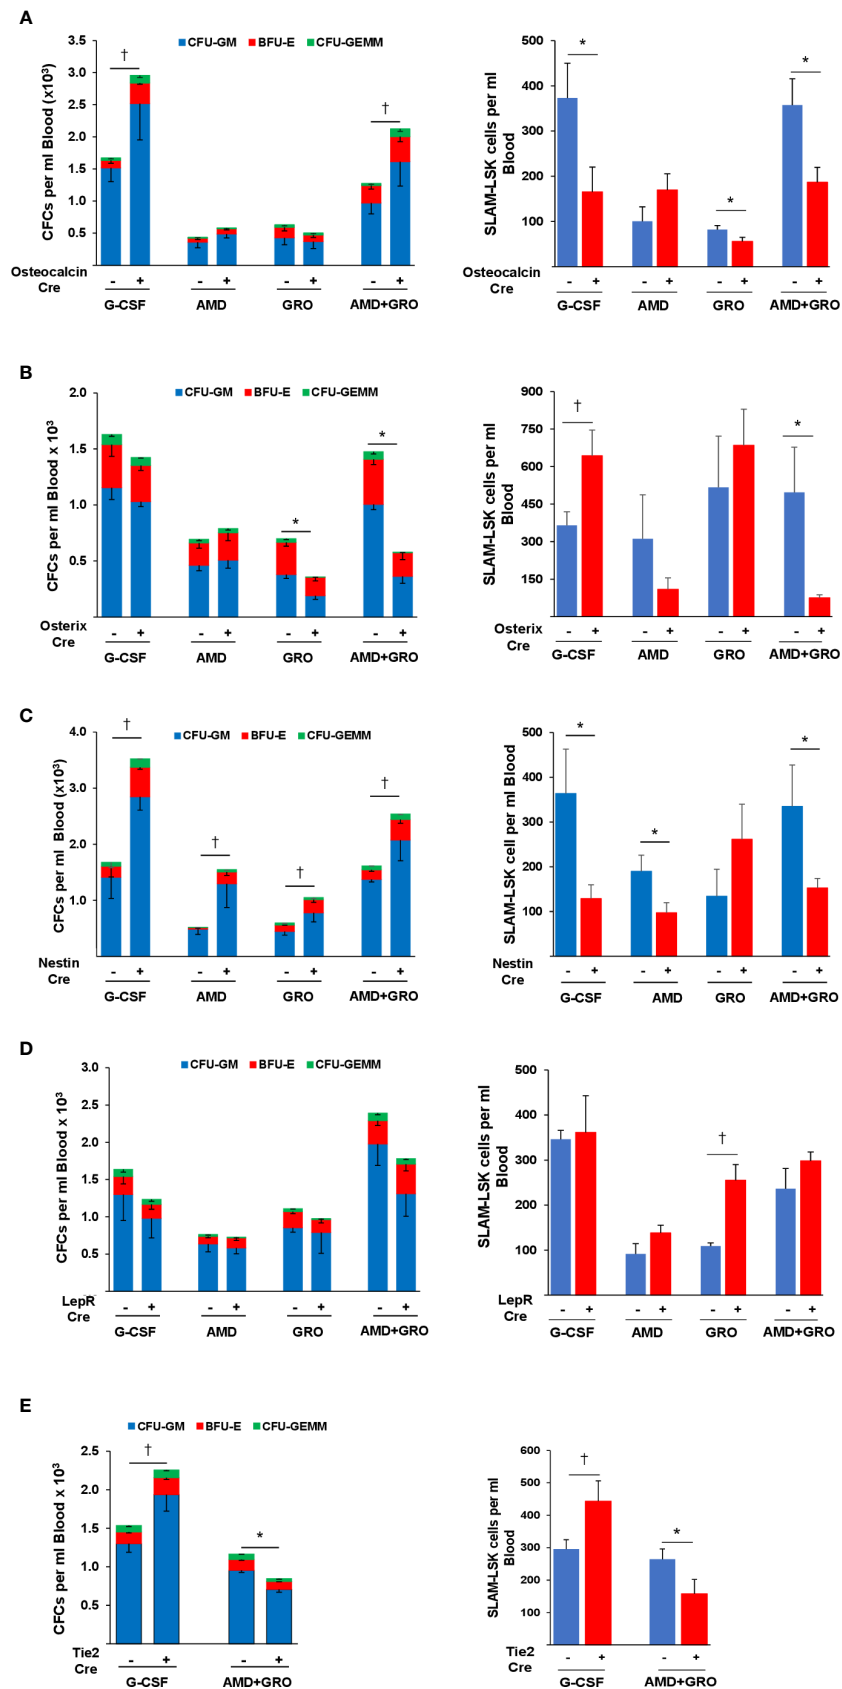 A
CFU-GM BFU-E CFU-GEMM
CFCs per ml Blood (x10³)
3.5
3.0
2.5
2.0
1.5
1.0
0.5
† †
Osteocalcin Cre
- + - + - + - +
G-CSF AMD GRO AMD+GRO
SLAM-LSK cells per ml Blood
500
400
300
200
100
* * *
Osteocalcin Cre
- + - + - + - +
G-CSF AMD GRO AMD+GRO
B
CFU-GM BFU-E CFU-GEMM
CFCs per ml Blood x 10³
2.0
1.5
1.0
0.5
* *
Osterix Cre
- + - + - + - +
G-CSF AMD GRO AMD+GRO
SLAM-LSK cells per ml Blood
900
750
600
450
300
150
† *
Osterix Cre
- + - + - + - +
G-CSF AMD GRO AMD+GRO
C
CFU-GM BFU-E CFU-GEMM
CFCs per ml Blood (x10³)
4.0
3.0
2.0
1.0
† † † †
Nestin Cre
- + - + - + - +
G-CSF AMD GRO AMD+GRO
SLAM-LSK cell per ml Blood
500
400
300
200
100
* * *
Nestin Cre
- + - + - + - +
G-CSF AMD GRO AMD+GRO
D
CFU-GM BFU-E CFU-GEMM
CFCs per ml Blood x 10³
3.0
2.5
2.0
1.5
1.0
0.5
LepR Cre
- + - + - + - +
G-CSF AMD GRO AMD+GRO
SLAM-LSK cells per ml Blood
500
400
300
200
100
†
LepR Cre
- + - + - + - +
G-CSF AMD GRO AMD+GRO
E
CFU-GM BFU-E CFU-GEMM
CFCs per ml Blood x 10³
2.5
2.0
1.5
1.0
0.5
† *
Tie2 Cre
- + - +
G-CSF AMD+GRO
SLAM-LSK cells per ml Blood
600
500
400
300
200
100
† *
Tie2 Cre
- + - +
G-CSF AMD+GRO